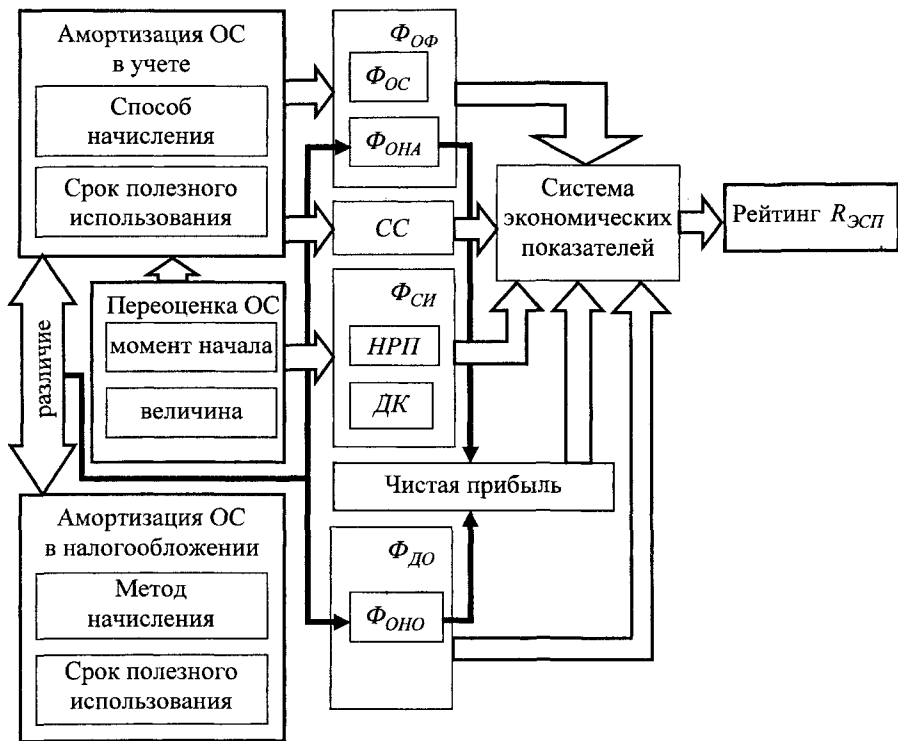 Амортизация ОС
в учете
Способ
начисления
Срок полезного
использования
Переоценка ОС
момент начала
величина
различие
Амортизация ОС
в налогообложении
Метод
начисления
Срок полезного
использования
Ф_ОФ
Ф_ОС
Ф_ОНА
СС
Ф_СИ
НРП
ДК
Чистая прибыль
Ф_ДО
Ф_ОНО
Система
экономических
показателей
Рейтинг R_ЭСП